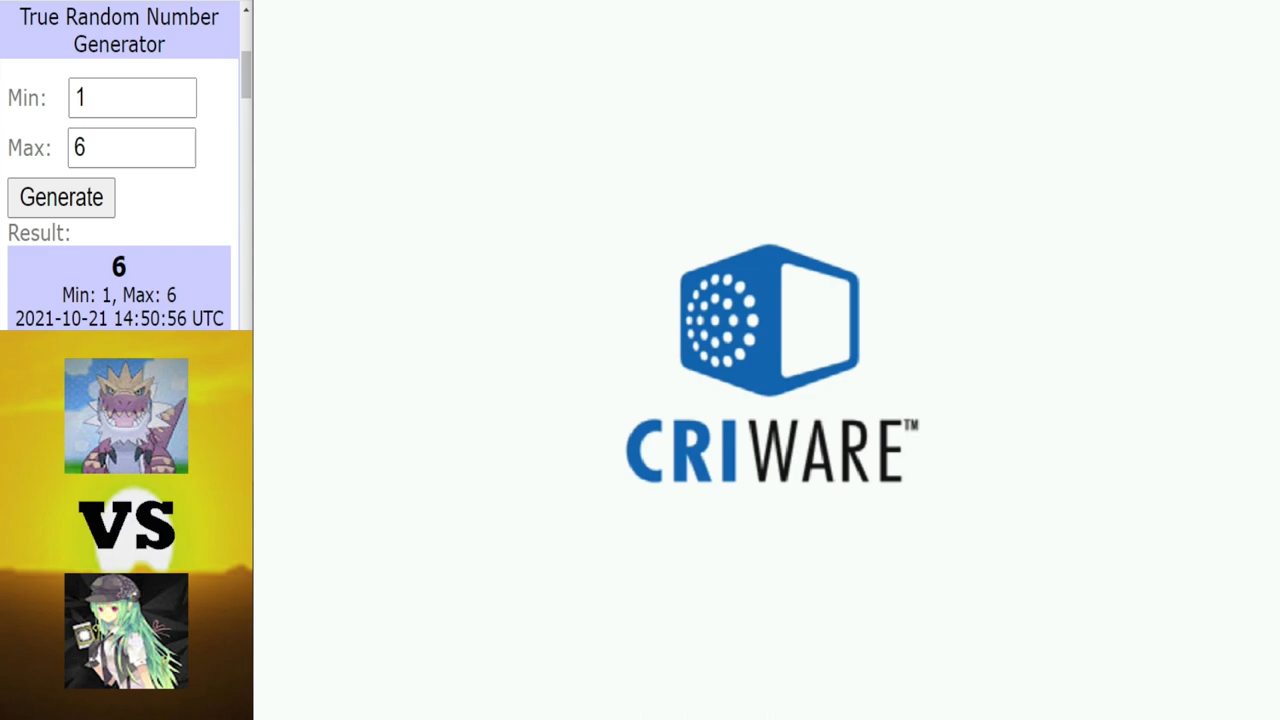 True Random Number
Generator
Min: 1
Max: 6
Generate
Result:
6
Min: 1, Max: 6
2021-10-21 14:50:56 UTC
VS
CRIWARE™